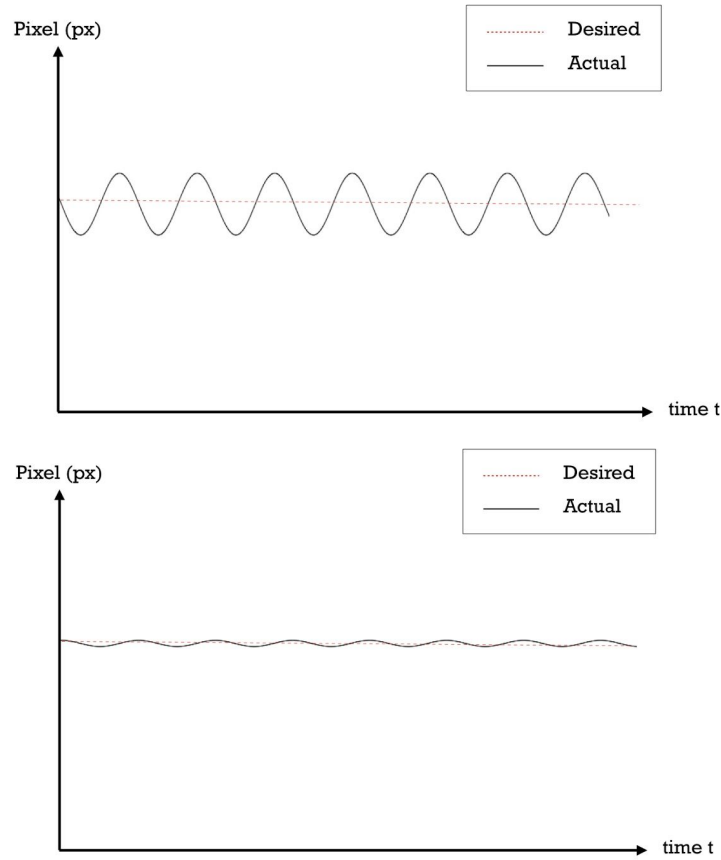 Pixel (px)
Desired
Actual
time t
Pixel (px)
Desired
Actual
time t